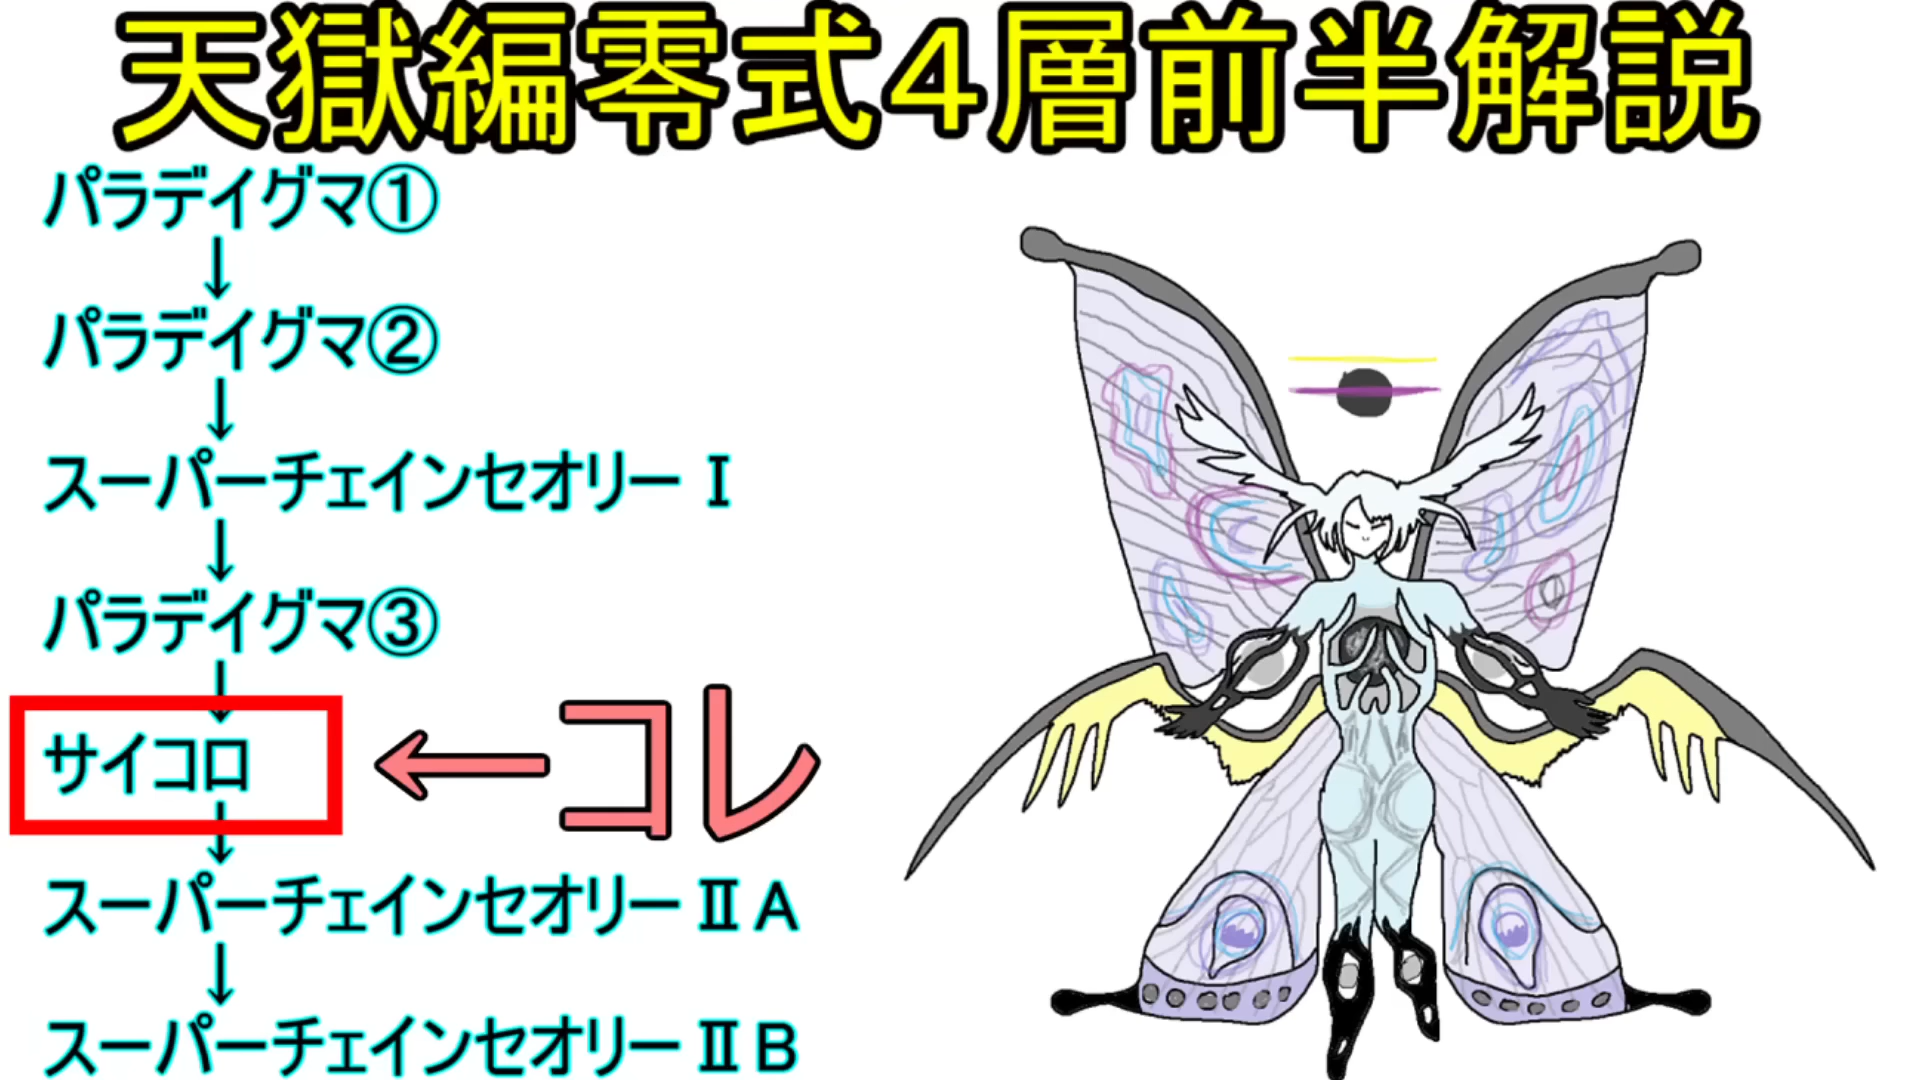 天獄編零式4層前半解説
パラデイグマ①
↓
パラデイグマ②
↓
スーパーチェインセオリーⅠ
↓
パラデイグマ③
↓
サイコロ ←コレ
↓
スーパーチェインセオリーⅡA
↓
スーパーチェインセオリーⅡB